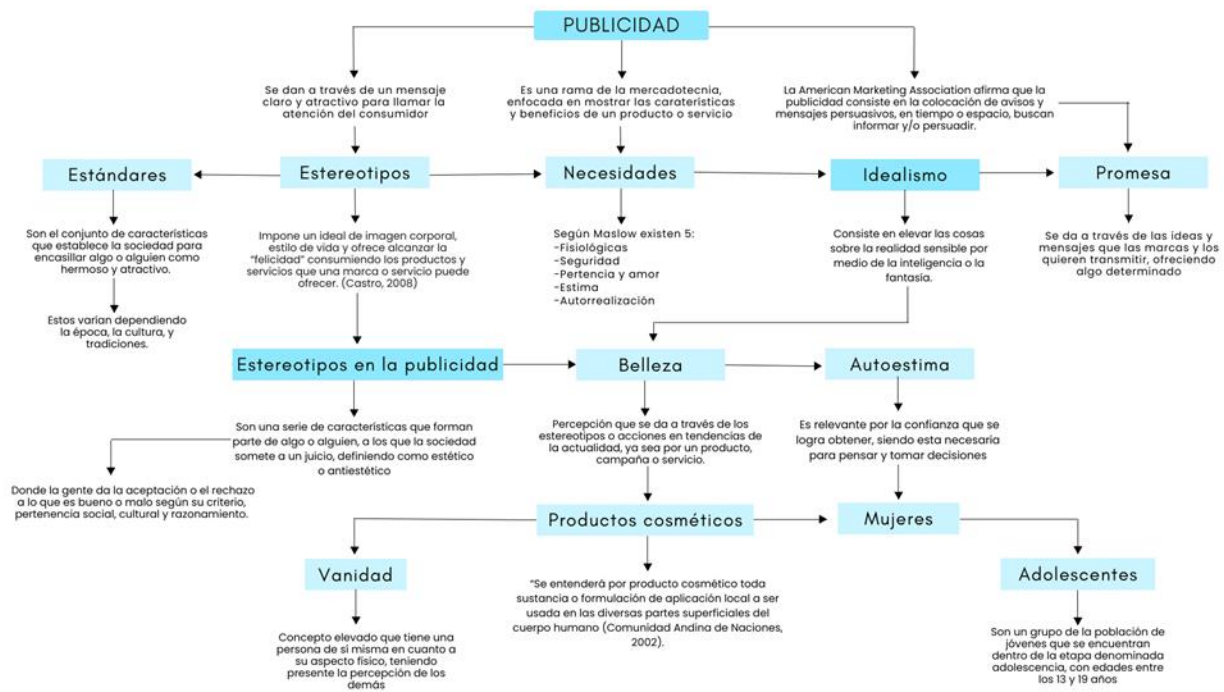 PUBLICIDAD
Se dan a través de un mensaje
claro y atractivo para llamar la
atención del consumidor
Es una rama de la mercadotecnia,
enfocada en mostrar las caraterísticas
y beneficios de un producto o servicio
La American Marketing Association afirma que la
publicidad consiste en la colocación de avisos y
mensajes persuasivos, en tiempo o espacio, buscan
informar y/o persuadir.
Estándares
Estereotipos
Necesidades
Idealismo
Promesa
Son el conjunto de características
que establece la sociedad para
encasillar algo o alguien como
hermoso y atractivo.
Impone un ideal de imagen corporal,
estilo de vida y ofrece alcanzar la
"felicidad" consumiendo los productos y
servicios que una marca o servicio puede
ofrecer. (Castro, 2008)
Según Maslow existen 5:
-Fisiológicas
-Seguridad
-Pertencia y amor
-Estima
-Autorrealización
Consiste en elevar las cosas
sobre la realidad sensible por
medio de la inteligencia o la
fantasía.
Se da a través de las ideas y
mensajes que las marcas y los
quieren transmitir, ofreciendo
algo determinado
Estos varían dependiendo
la época, la cultura, y
tradiciones.
Estereotipos en la publicidad
Belleza
Autoestima
Son una serie de características que forman
parte de algo o alguien, a los que la sociedad
somete a un juicio, definiendo como estético
o antiestético
Percepción que se da a través de los
estereotipos o acciones en tendencias de
la actualidad, ya sea por un producto,
campaña o servicio.
Es relevante por la confianza que se
logra obtener, siendo esta necesaria
para pensar y tomar decisiones
Donde la gente da la aceptación o el rechazo
a lo que es bueno o malo según su criterio,
pertenencia social, cultural y razonamiento.
Productos cosméticos
Mujeres
Vanidad
Adolescentes
"Se entenderá por producto cosmético toda
sustancia o formulación de aplicación local a ser
usada en las diversas partes superficiales del
cuerpo humano (Comunidad Andina de Naciones,
2002).
Concepto elevado que tiene una
persona de sí misma en cuanto a
su aspecto físico, teniendo
presente la percepción de los
demás
Son un grupo de la población de
jóvenes que se encuentran
dentro de la etapa denominada
adolescencia, con edades entre
los 13 y 19 años